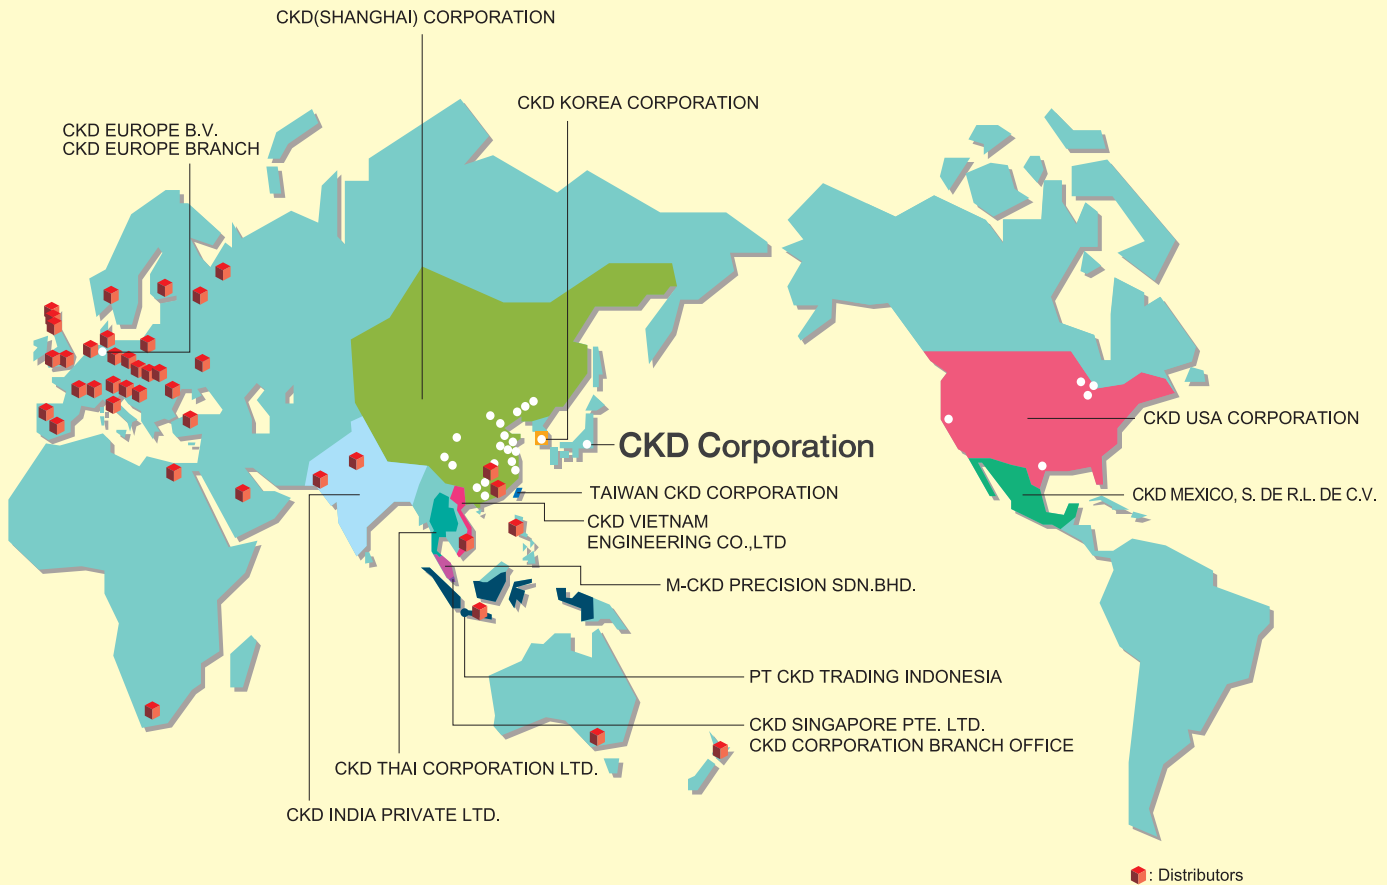 CKD(SHANGHAI) CORPORATION
CKD KOREA CORPORATION
CKD EUROPE B.V.
CKD EUROPE BRANCH
CKD USA CORPORATION
CKD Corporation
TAIWAN CKD CORPORATION
CKD MEXICO, S. DE R.L. DE C.V.
CKD VIETNAM
ENGINEERING CO.,LTD
M-CKD PRECISION SDN.BHD.
PT CKD TRADING INDONESIA
CKD SINGAPORE PTE. LTD.
CKD CORPORATION BRANCH OFFICE
CKD THAI CORPORATION LTD.
CKD INDIA PRIVATE LTD.
: Distributors